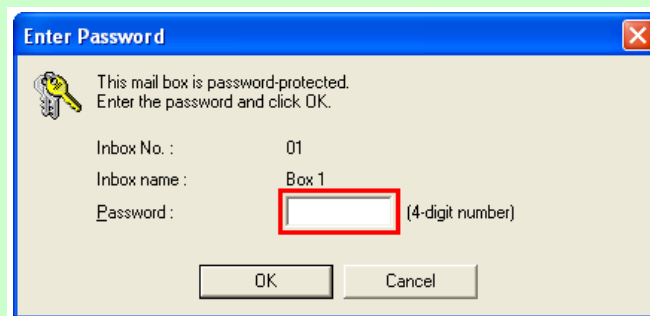 Enter Password
This mail box is password-protected.
Enter the password and click OK.
Inbox No. : 01
Inbox name : Box 1
Password : (4-digit number)
OK Cancel